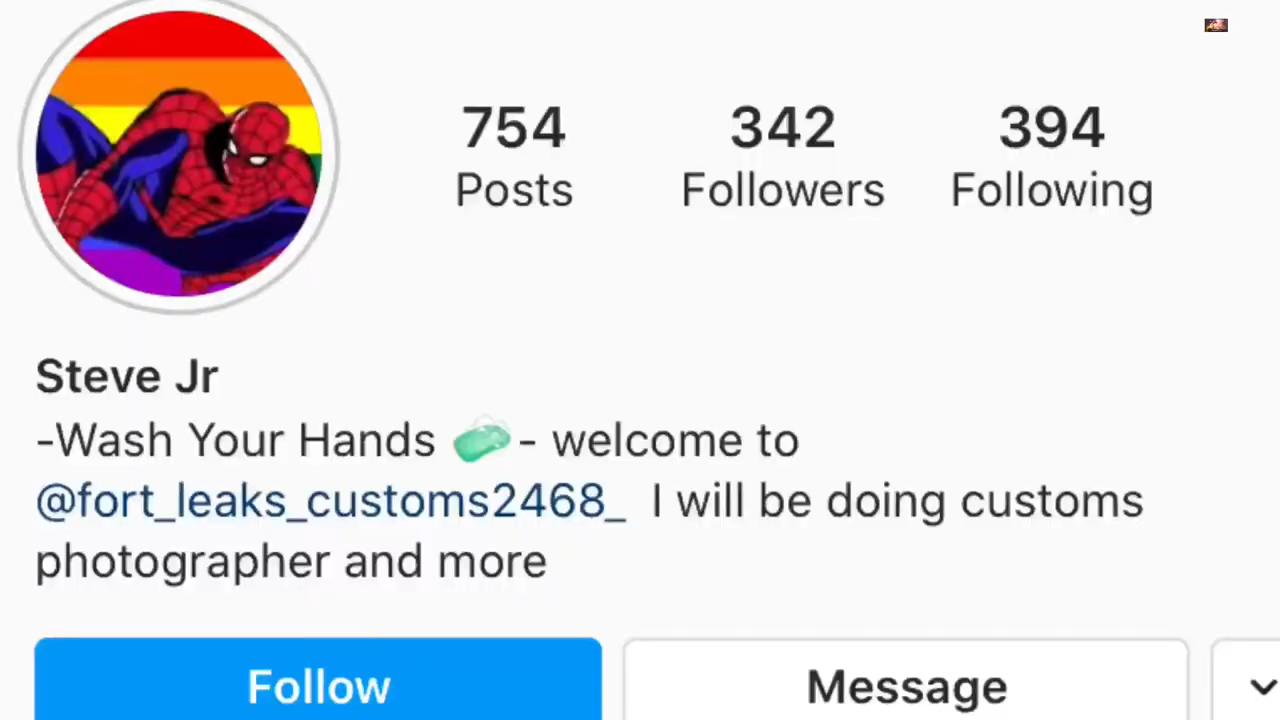 754 342 394
Posts Followers Following
Steve Jr
-Wash Your Hands 🧼- welcome to
@fort_leaks_customs2468_ I will be doing customs
photographer and more
Follow Message